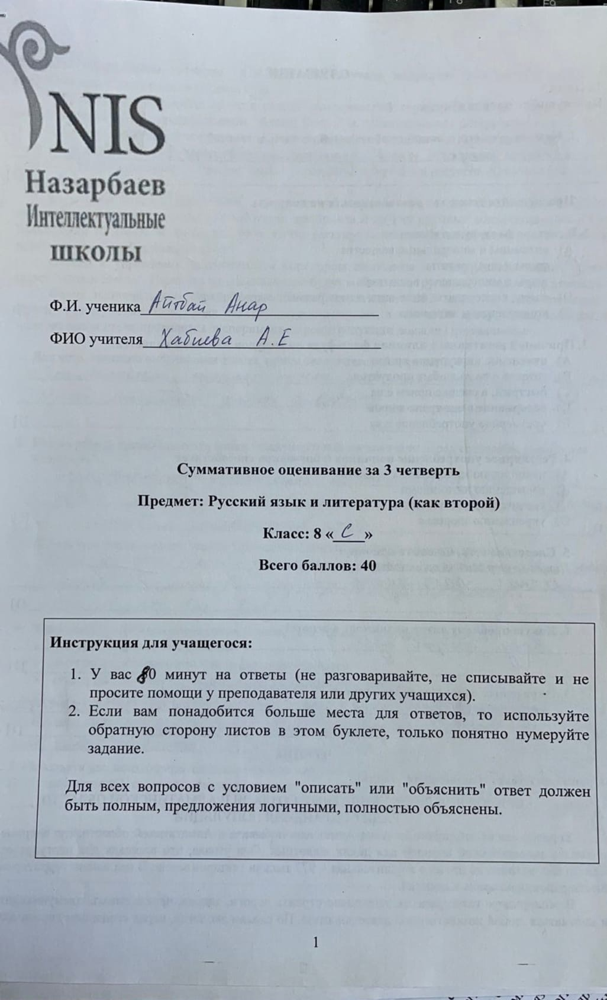 NIS
Назарбаев
Интеллектуальные
школы
Ф.И. ученика Айтбай Анар
ФИО учителя Хабиева А.Е
Суммативное оценивание за 3 четверть
Предмет: Русский язык и литература (как второй)
Класс: 8 «С»
Всего баллов: 40
Инструкция для учащегося:
1. У вас 80 минут на ответы (не разговаривайте, не списывайте и не
просите помощи у преподавателя или других учащихся).
2. Если вам понадобится больше места для ответов, то используйте
обратную сторону листов в этом буклете, только понятно нумеруйте
задание.
Для всех вопросов с условием "описать" или "объяснить" ответ должен
быть полным, предложения логичными, полностью объяснены.
1